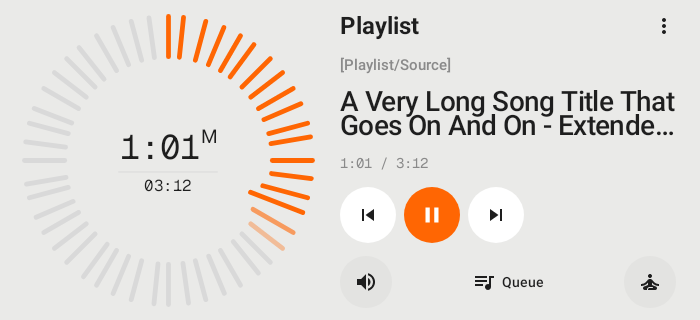 1:01M
03:12
Playlist
[Playlist/Source]
A Very Long Song Title That
Goes On And On - Extende...
1:01 / 3:12
Queue